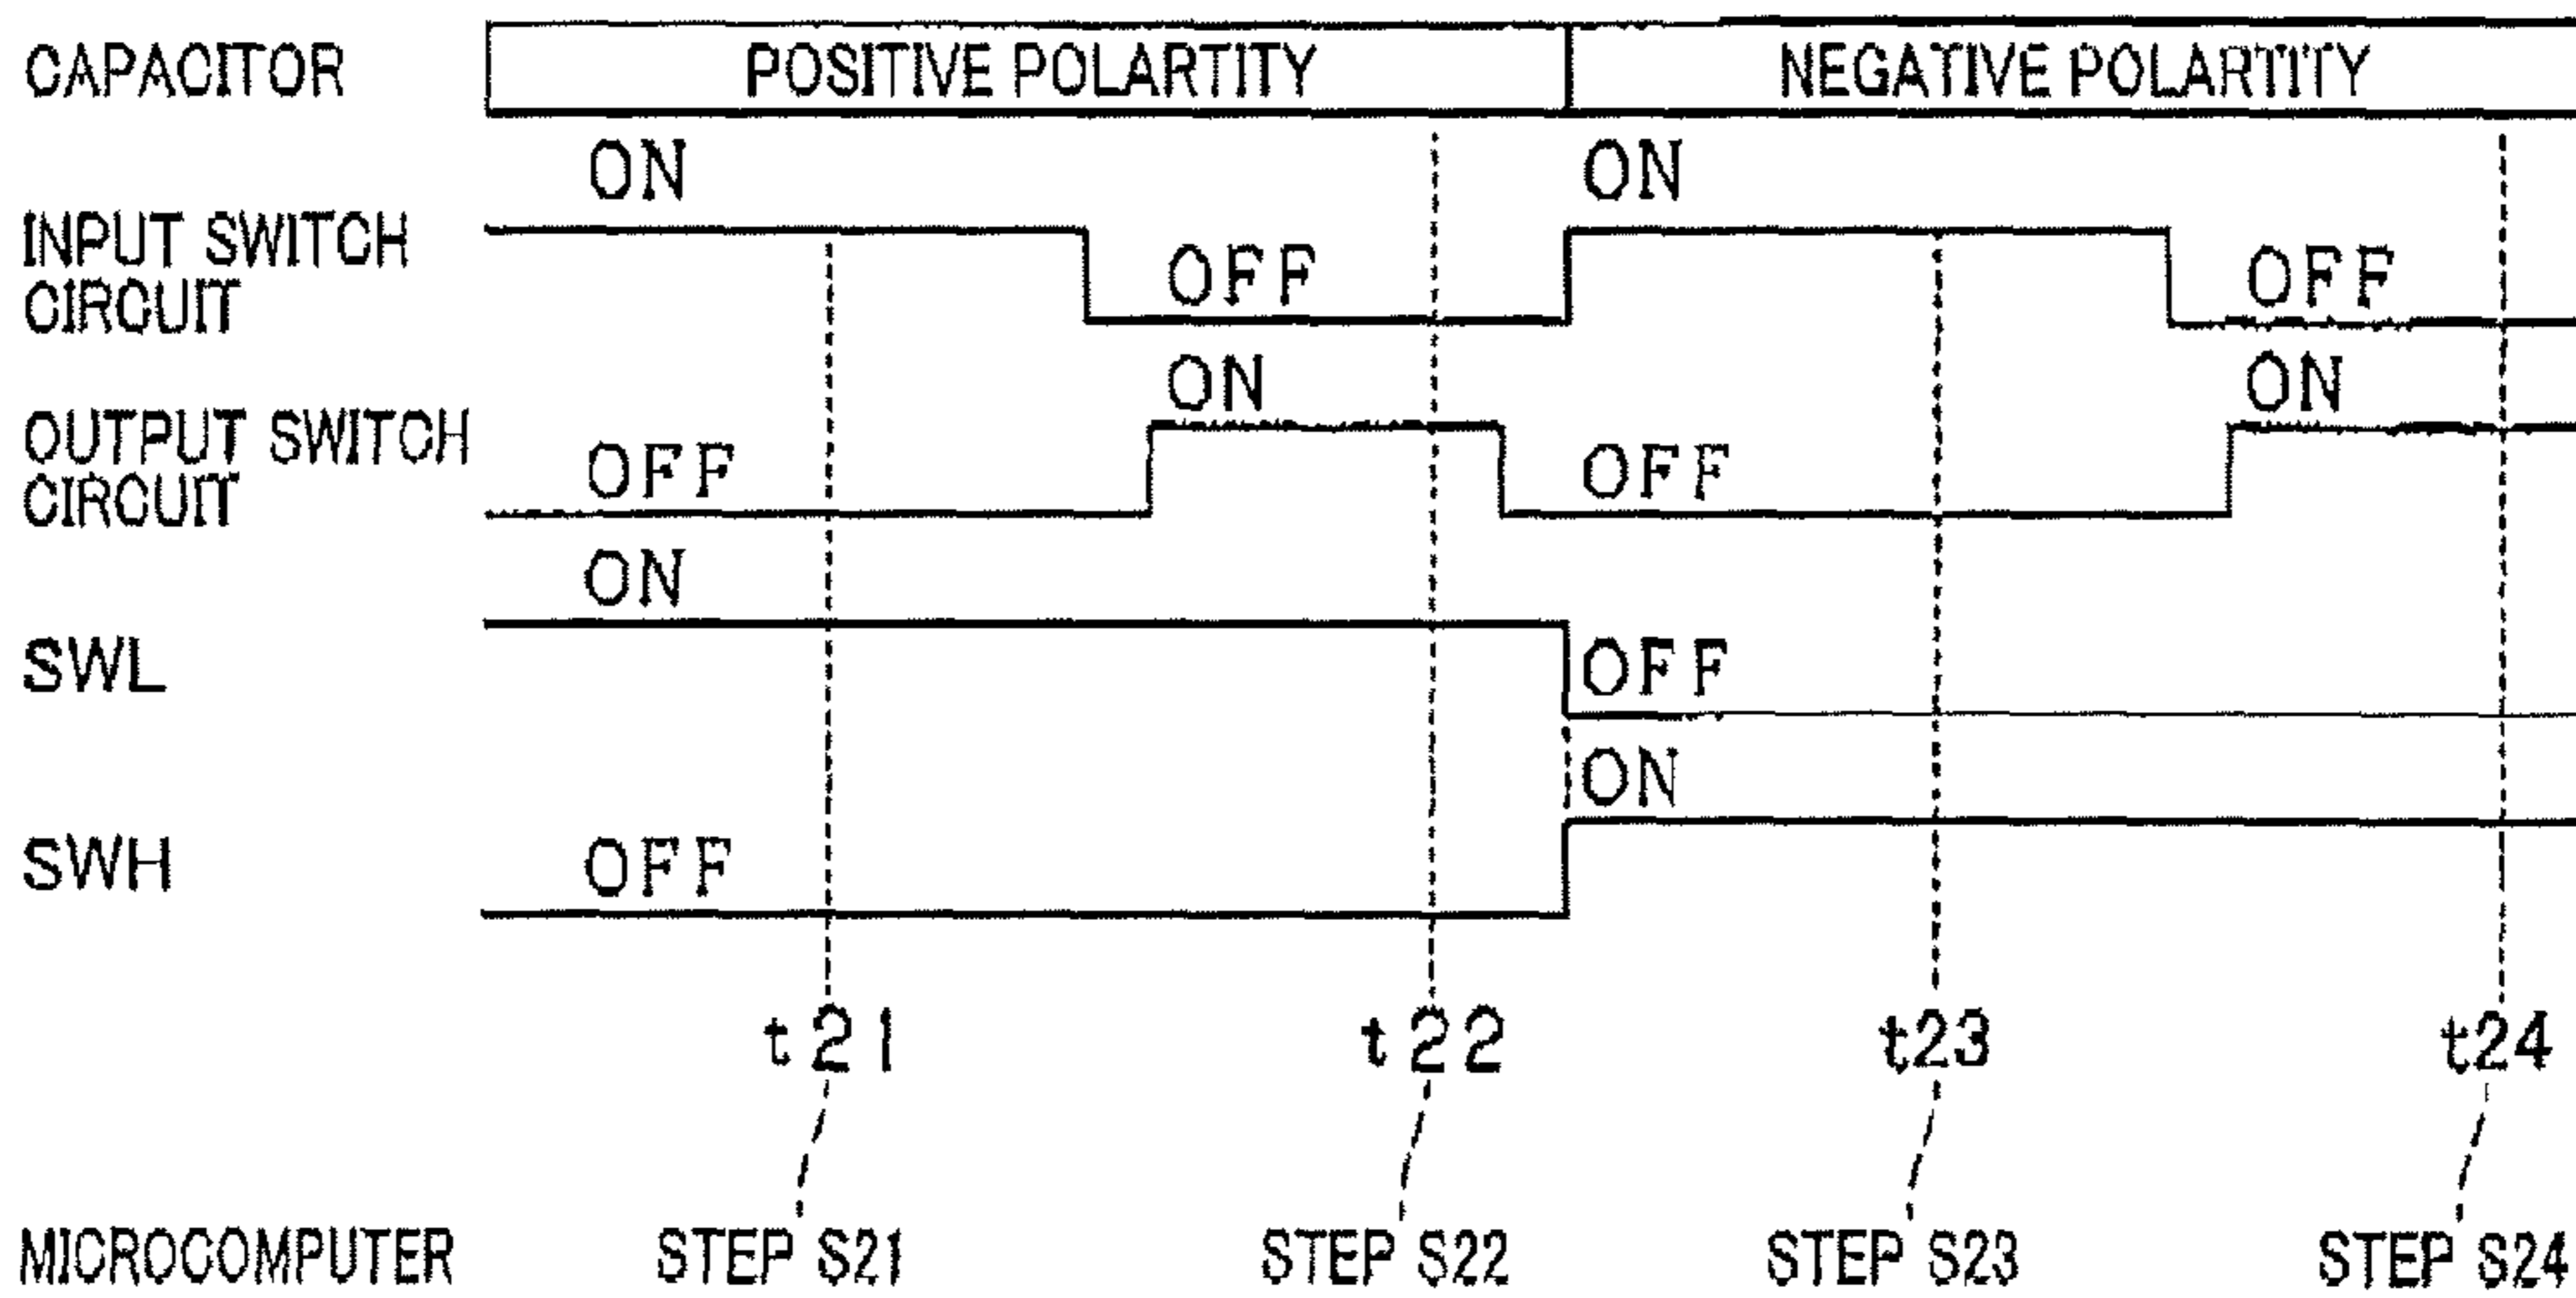 CAPACITOR POSITIVE POLARTITY NEGATIVE POLARTITY
ON ON
INPUT SWITCH
CIRCUIT
OFF OFF
ON ON
OUTPUT SWITCH
CIRCUIT
OFF OFF
ON
SWL OFF
ON
SWH OFF
t21 t22 t23 t24
MICROCOMPUTER STEP S21 STEP S22 STEP S23 STEP S24